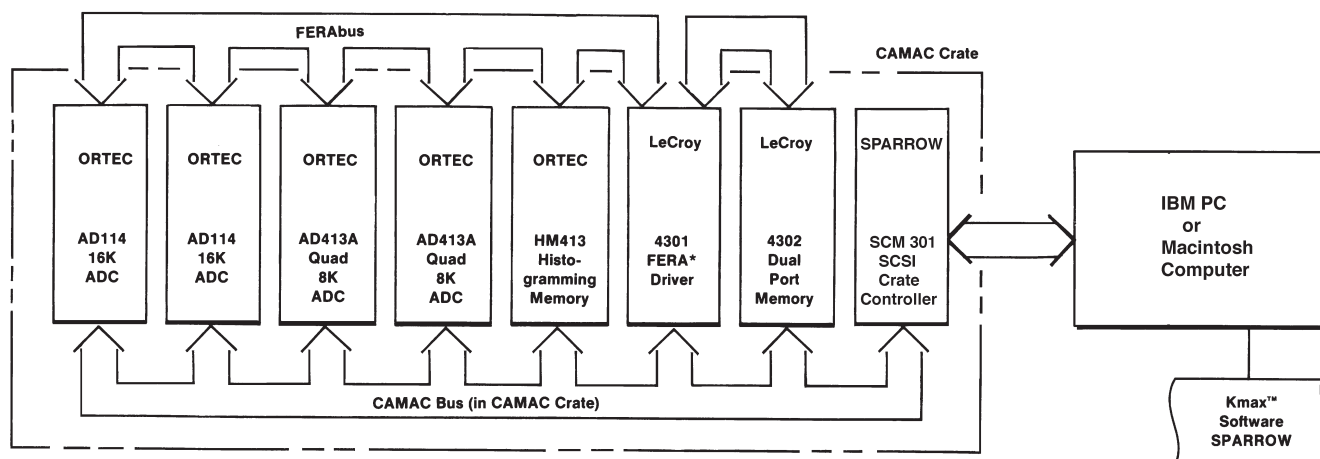 FERAbus
CAMAC Crate
ORTEC
AD114
16K
ADC
ORTEC
AD114
16K
ADC
ORTEC
AD413A
Quad
8K
ADC
ORTEC
AD413A
Quad
8K
ADC
ORTEC
HM413
Histo-
gramming
Memory
LeCroy
4301
FERA*
Driver
LeCroy
4302
Dual
Port
Memory
SPARROW
SCM 301
SCSI
Crate
Controller
IBM PC
or
Macintosh
Computer
CAMAC Bus (in CAMAC Crate)
Kmax™
Software
SPARROW